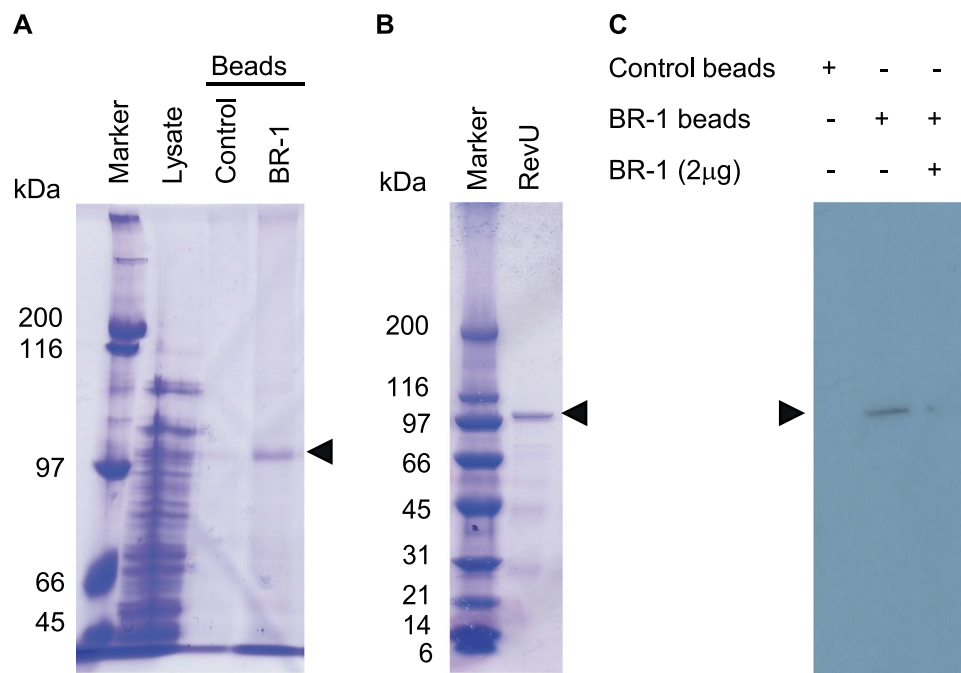 A
Beads
Marker
Lysate
Control
BR-1
kDa
200
116
97
66
45
B
Marker
RevU
kDa
200
116
97
66
45
31
21
14
6
C
Control beads + - -
BR-1 beads - + +
BR-1 (2μg) - - +